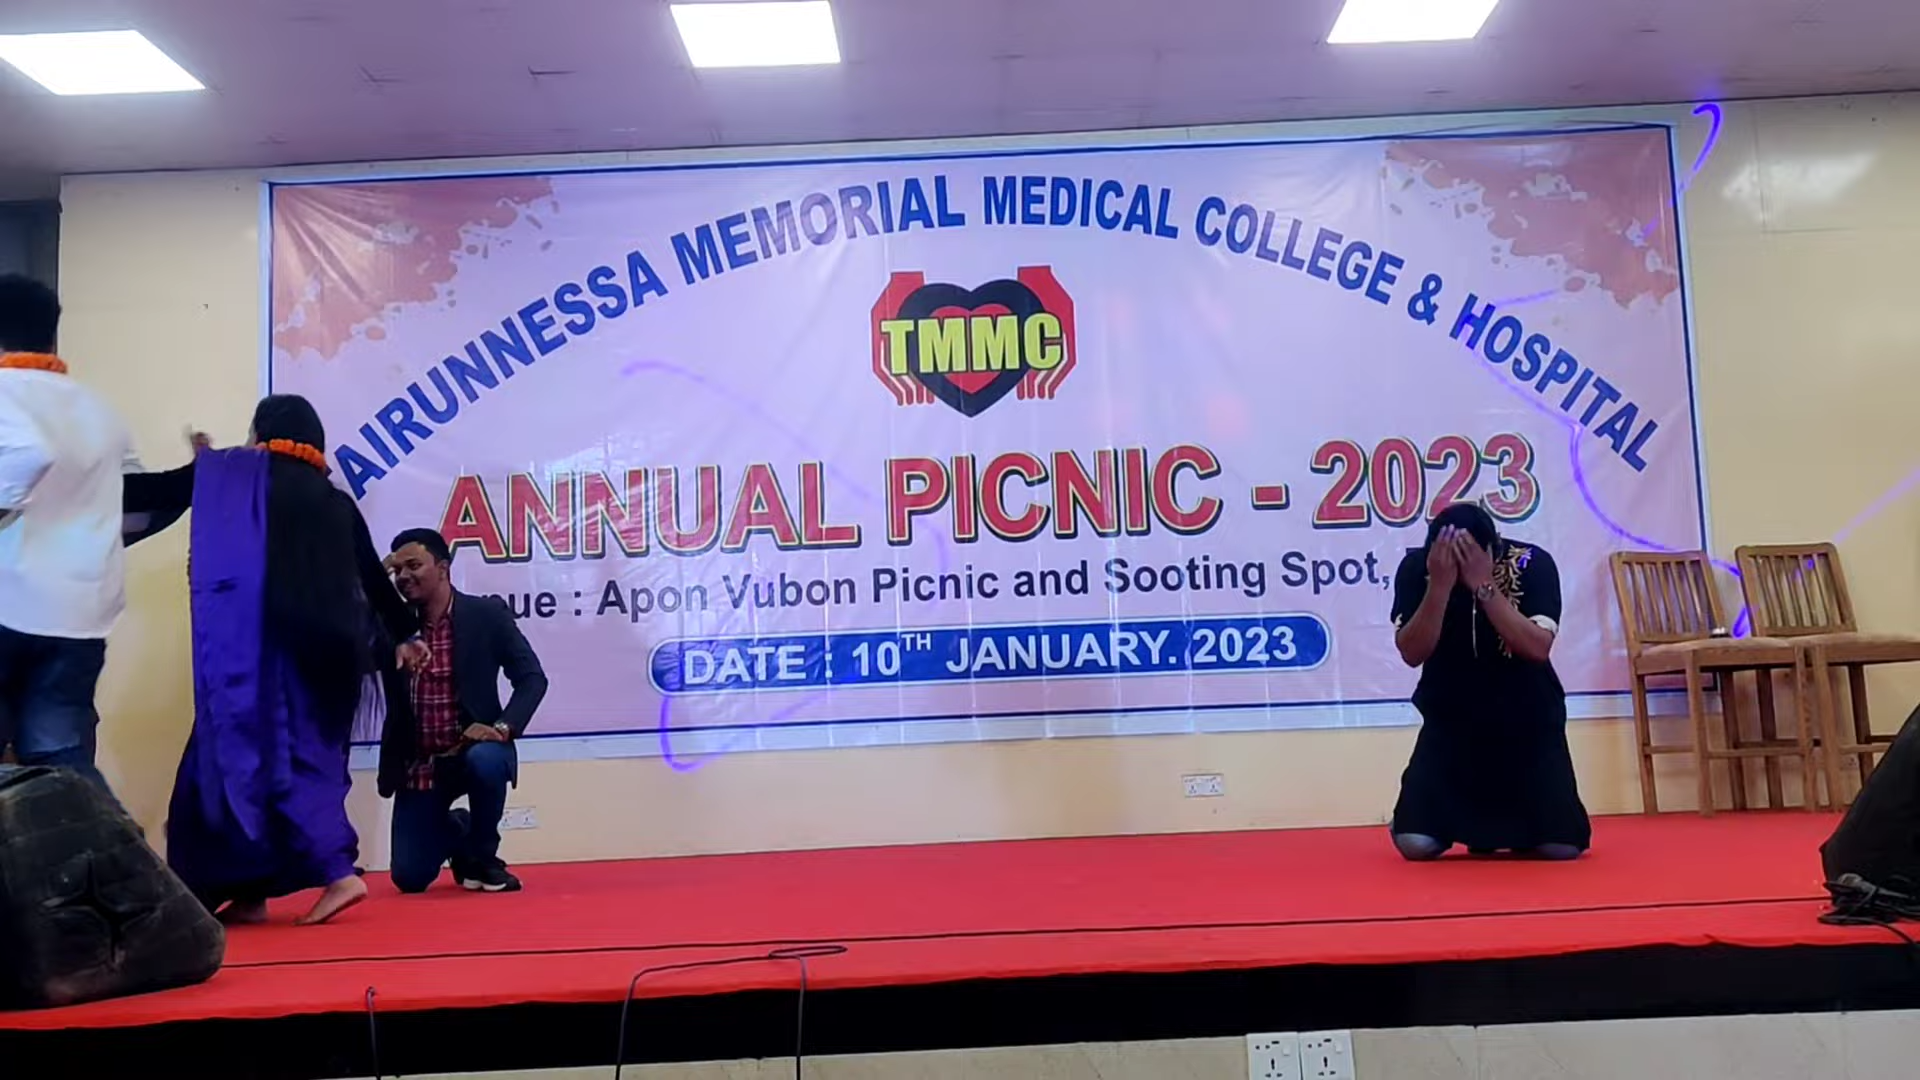 AIRUNNESSA MEMORIAL MEDICAL COLLEGE & HOSPITAL
TMMC
ANNUAL PICNIC - 2023
nue : Apon Vubon Picnic and Sooting Spot,
DATE : 10TH JANUARY. 2023